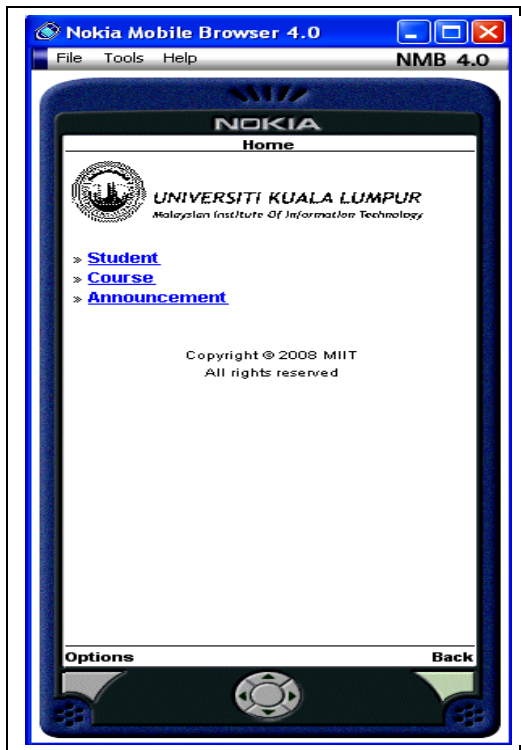 Nokia Mobile Browser 4.0
File Tools Help NMB 4.0
NOKIA
Home
UNIVERSITI KUALA LUMPUR
Malaysian Institute Of Information Technology
» Student
» Course
» Announcement
Copyright © 2008 MIIT
All rights reserved
Options Back